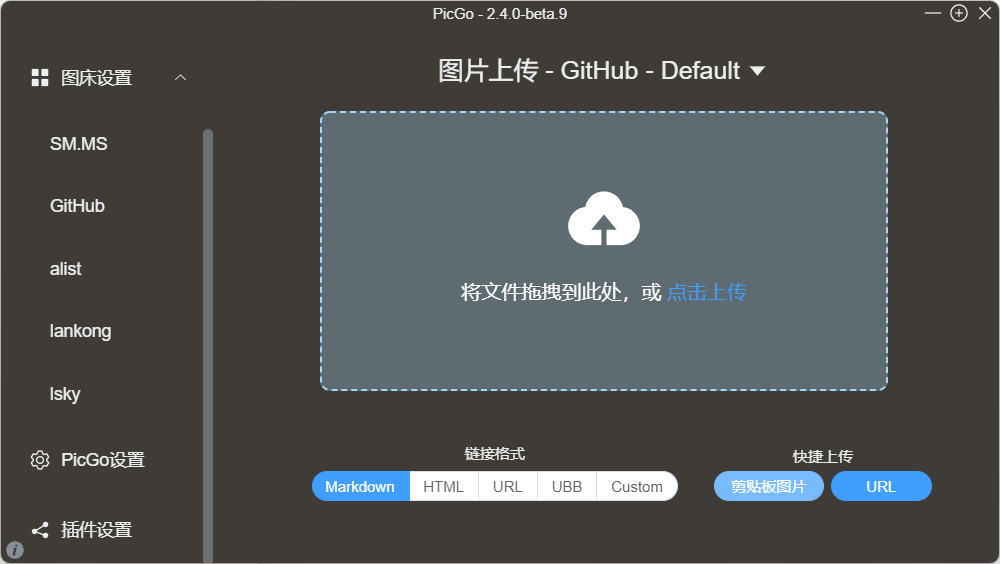 PicGo - 2.4.0-beta.9
图床设置
SM.MS
GitHub
alist
lankong
lsky
PicGo设置
插件设置
图片上传 - GitHub - Default
将文件拖拽到此处，或 点击上传
链接格式
Markdown HTML URL UBB Custom
快捷上传
剪贴板图片 URL